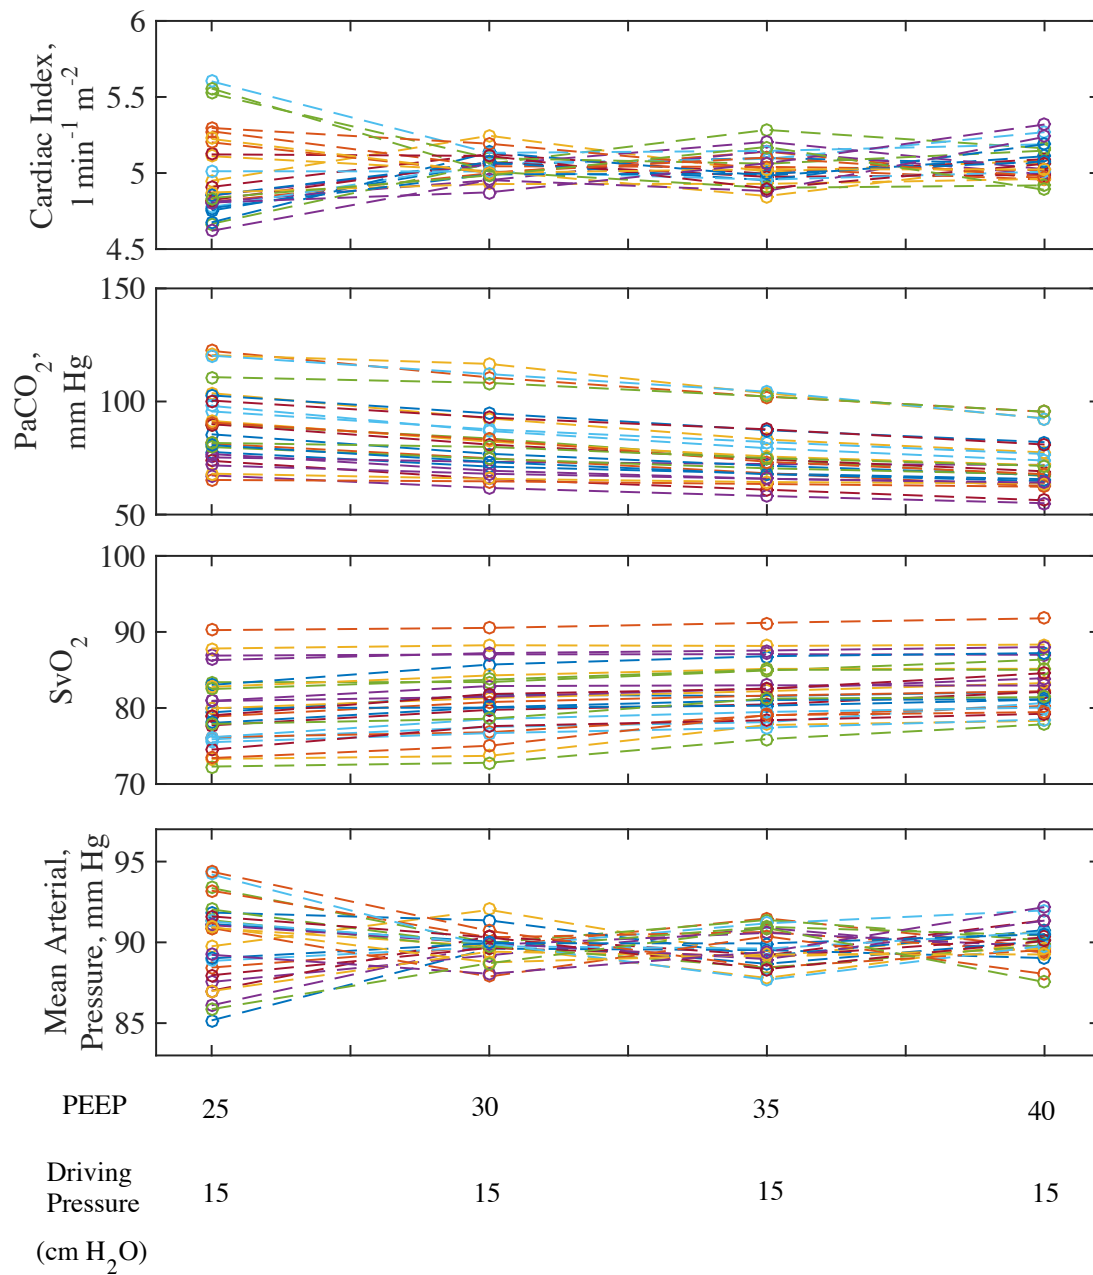 Cardiac Index,
l min-1 m-2
6
5.5
5
4.5
PaCO2,
mm Hg
150
100
50
SvO2
100
90
80
70
Mean Arterial,
Pressure, mm Hg
95
90
85
PEEP 25 30 35 40
Driving
Pressure 15 15 15 15
(cm H2O)